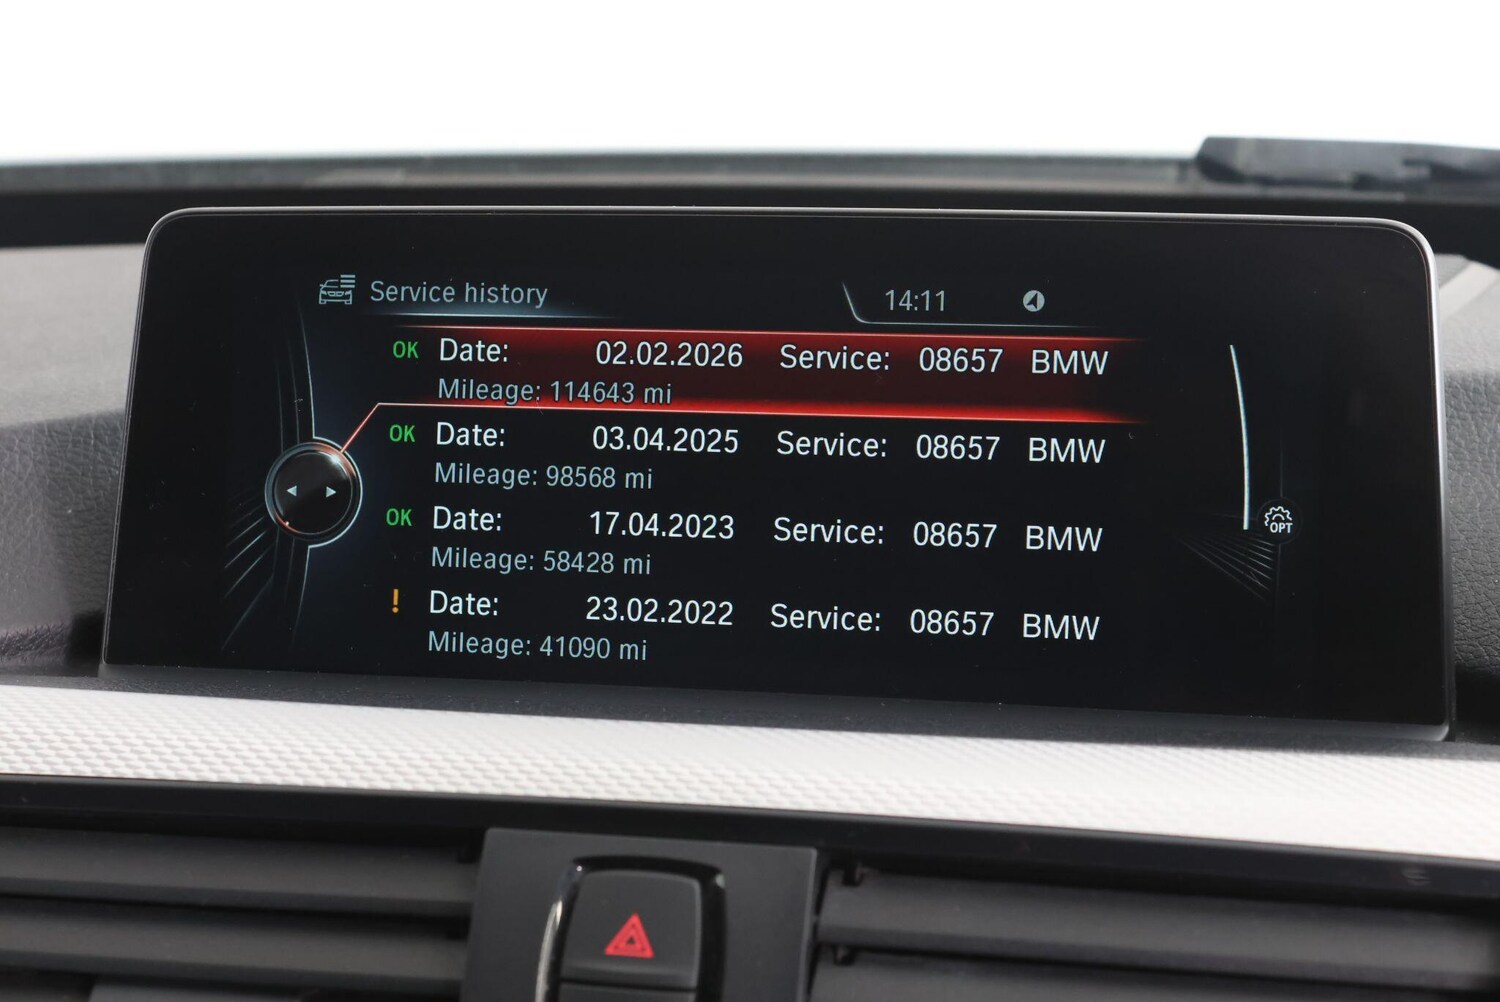 Service history 14:11
OK Date: 02.02.2026 Service: 08657 BMW
Mileage: 114643 mi
OK Date: 03.04.2025 Service: 08657 BMW
Mileage: 98568 mi
OK Date: 17.04.2023 Service: 08657 BMW
Mileage: 58428 mi
! Date: 23.02.2022 Service: 08657 BMW
Mileage: 41090 mi
OPT